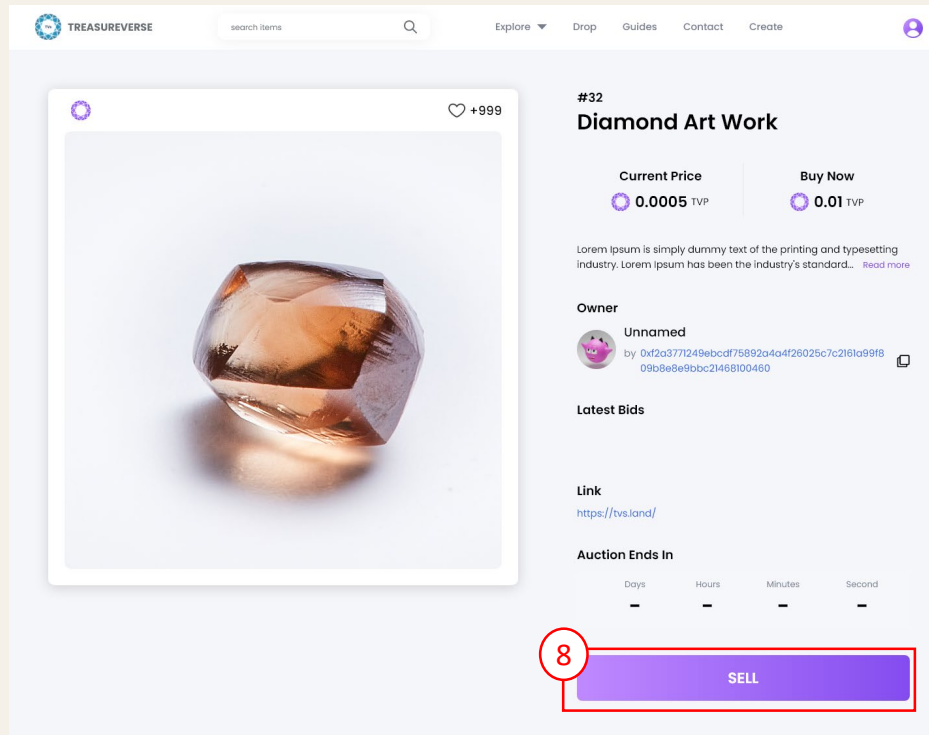 TREASUREVERSE
search items
Explore Drop Guides Contact Create
+999
#32
Diamond Art Work
Current Price Buy Now
0.0005 TVP 0.01 TVP
Lorem Ipsum is simply dummy text of the printing and typesetting
industry. Lorem Ipsum has been the industry's standard... Read more
Owner
Unnamed
by 0xf2a3771249ebcdf75892a4a4f26025c7c2161a99f8
09b8e8e9bbc21468100460
Latest Bids
Link
https://tvs.land/
Auction Ends In
Days Hours Minutes Second
- - - -
8
SELL